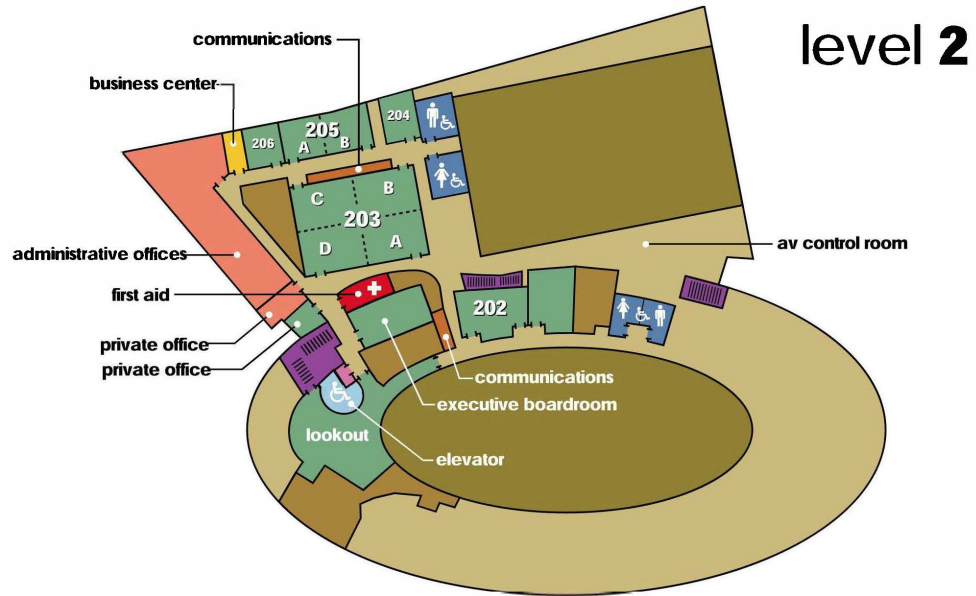 level 2
communications
business center
204
205
206
A
B
C
B
203
D
A
administrative offices
av control room
first aid
202
private office
private office
communications
executive boardroom
lookout
elevator